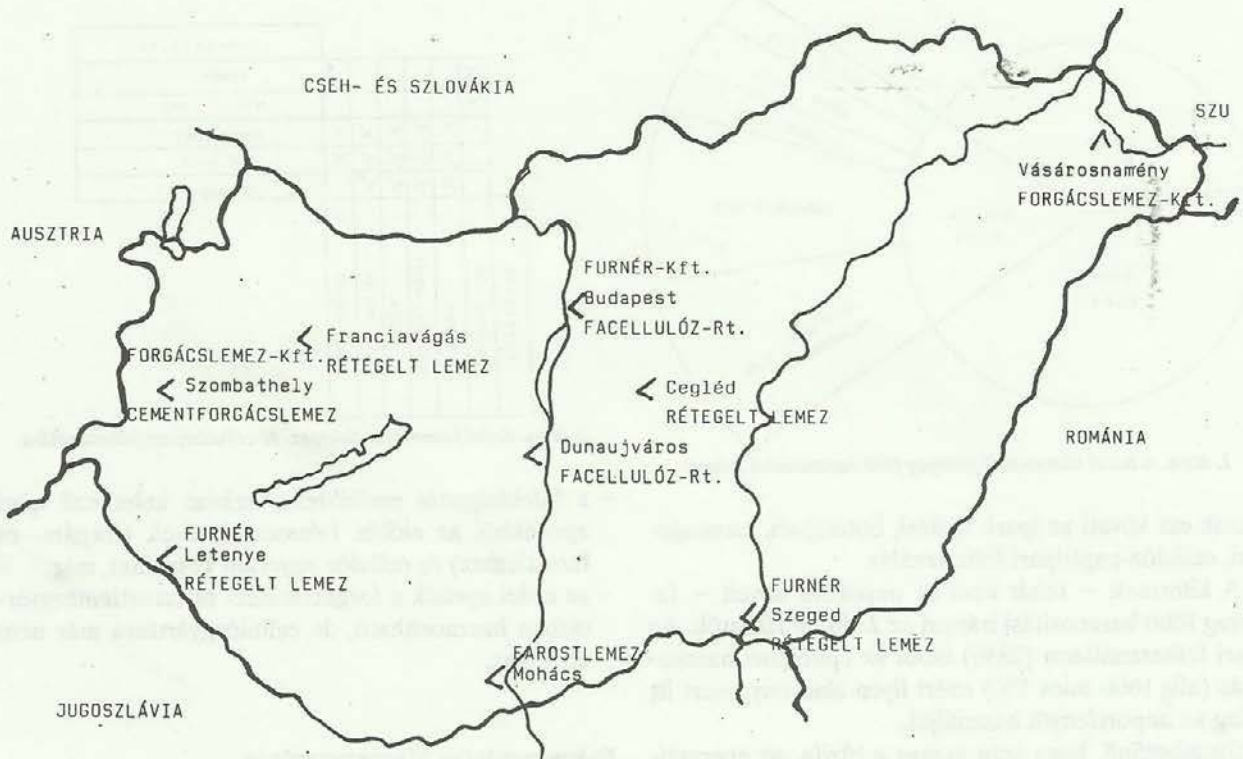 CSEH- ÉS SZLOVÁKIA
SZU
Vásárosnamény
FORGÁCSLEMEZ-Kft.
AUSZTRIA
FURNÉR-Kft.
Budapest
FACELLULÓZ-Rt.
Franciavágás
RÉTEGELT LEMEZ
FORGÁCSLEMEZ-Kft.
Szombathely
CEMENTFORGÁCSLEMEZ
Cegléd
RÉTEGELT LEMEZ
ROMÁNIA
Dunaujváros
FACELLULÓZ-Rt.
FURNÉR
Letenye
RÉTEGELT LEMEZ
FURNÉR
Szeged
RÉTEGELT LEMEZ
FAROSTLEMEZ
Mohács
JUGOSZLÁVIA